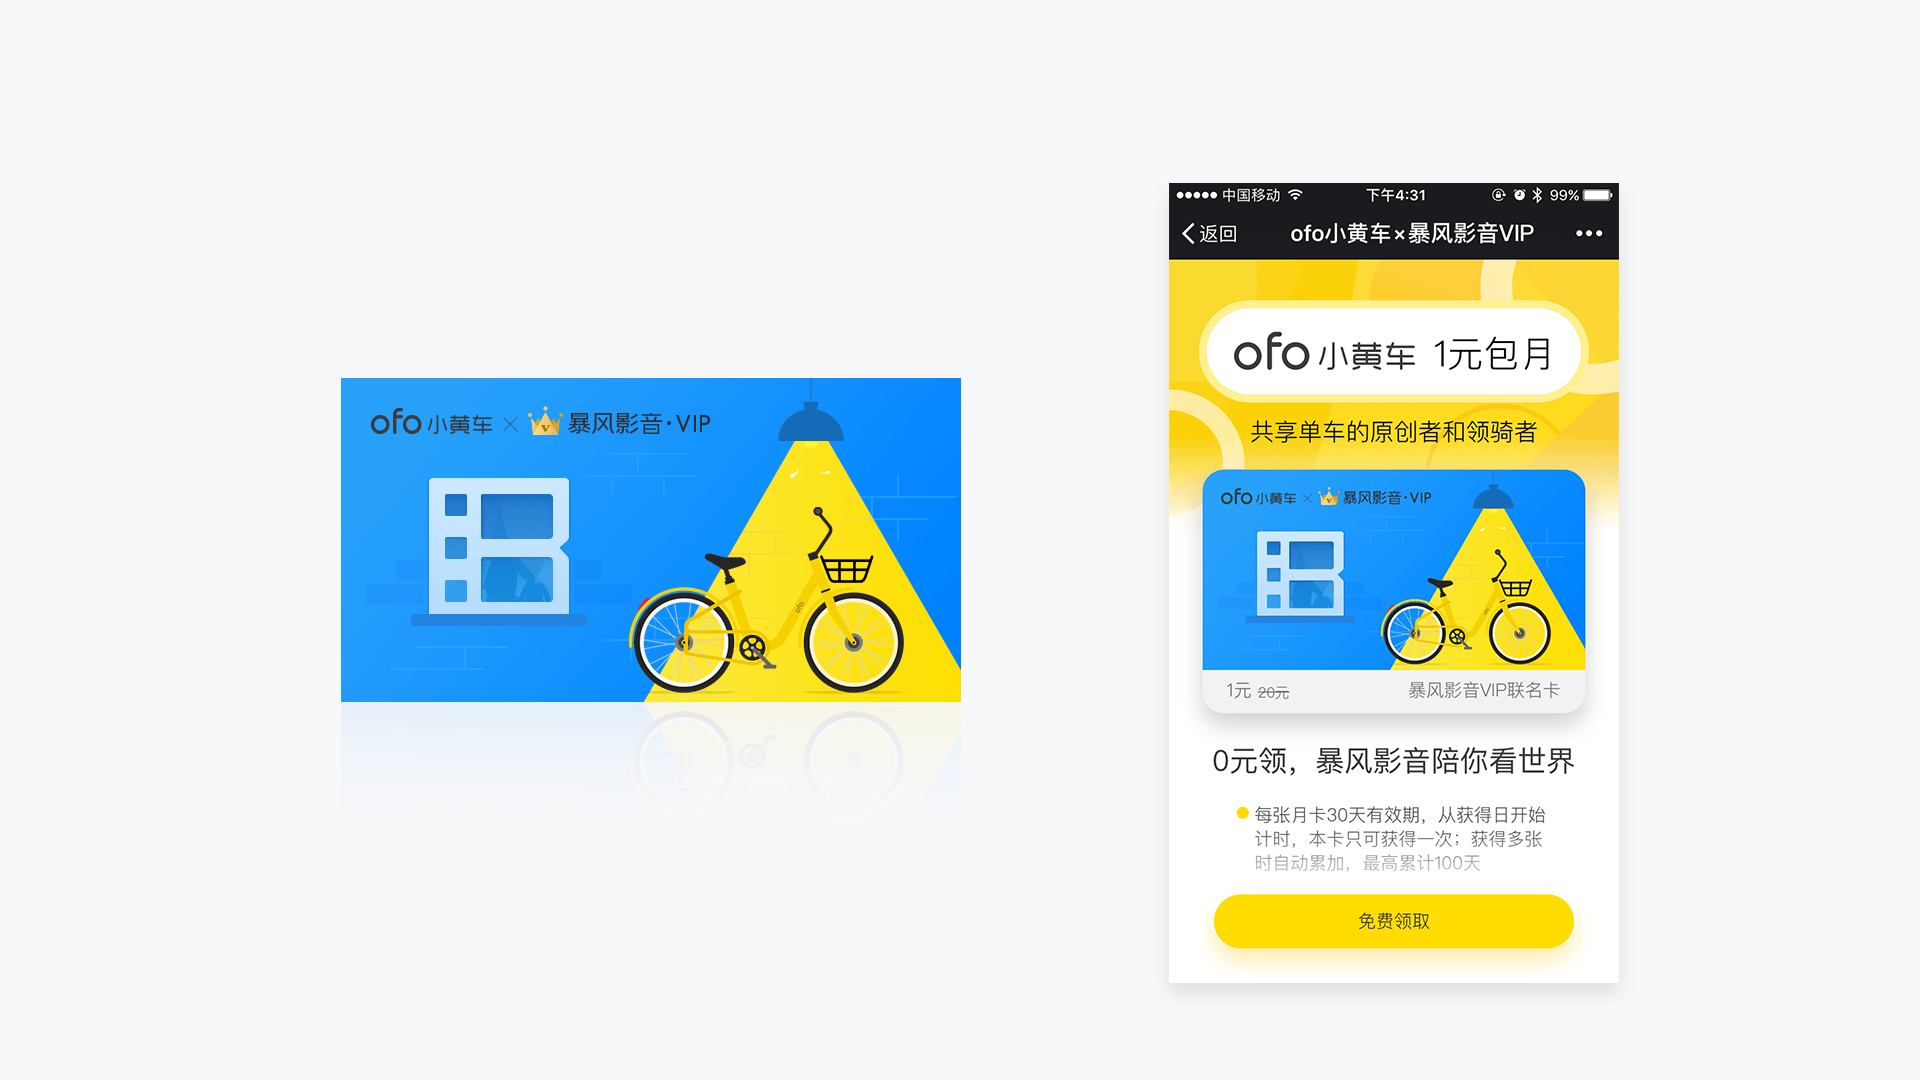 ofo小黄车 × 暴风影音·VIP
ofo
中国移动 下午4:31 99%
返回 ofo小黄车×暴风影音VIP
ofo小黄车 1元包月
共享单车的原创者和领骑者
ofo小黄车 × 暴风影音·VIP
1元 20元 暴风影音VIP联名卡
0元领，暴风影音陪你看世界
每张月卡30天有效期，从获得日开始
计时，本卡只可获得一次；获得多张
时自动累加，最高累计100天
免费领取